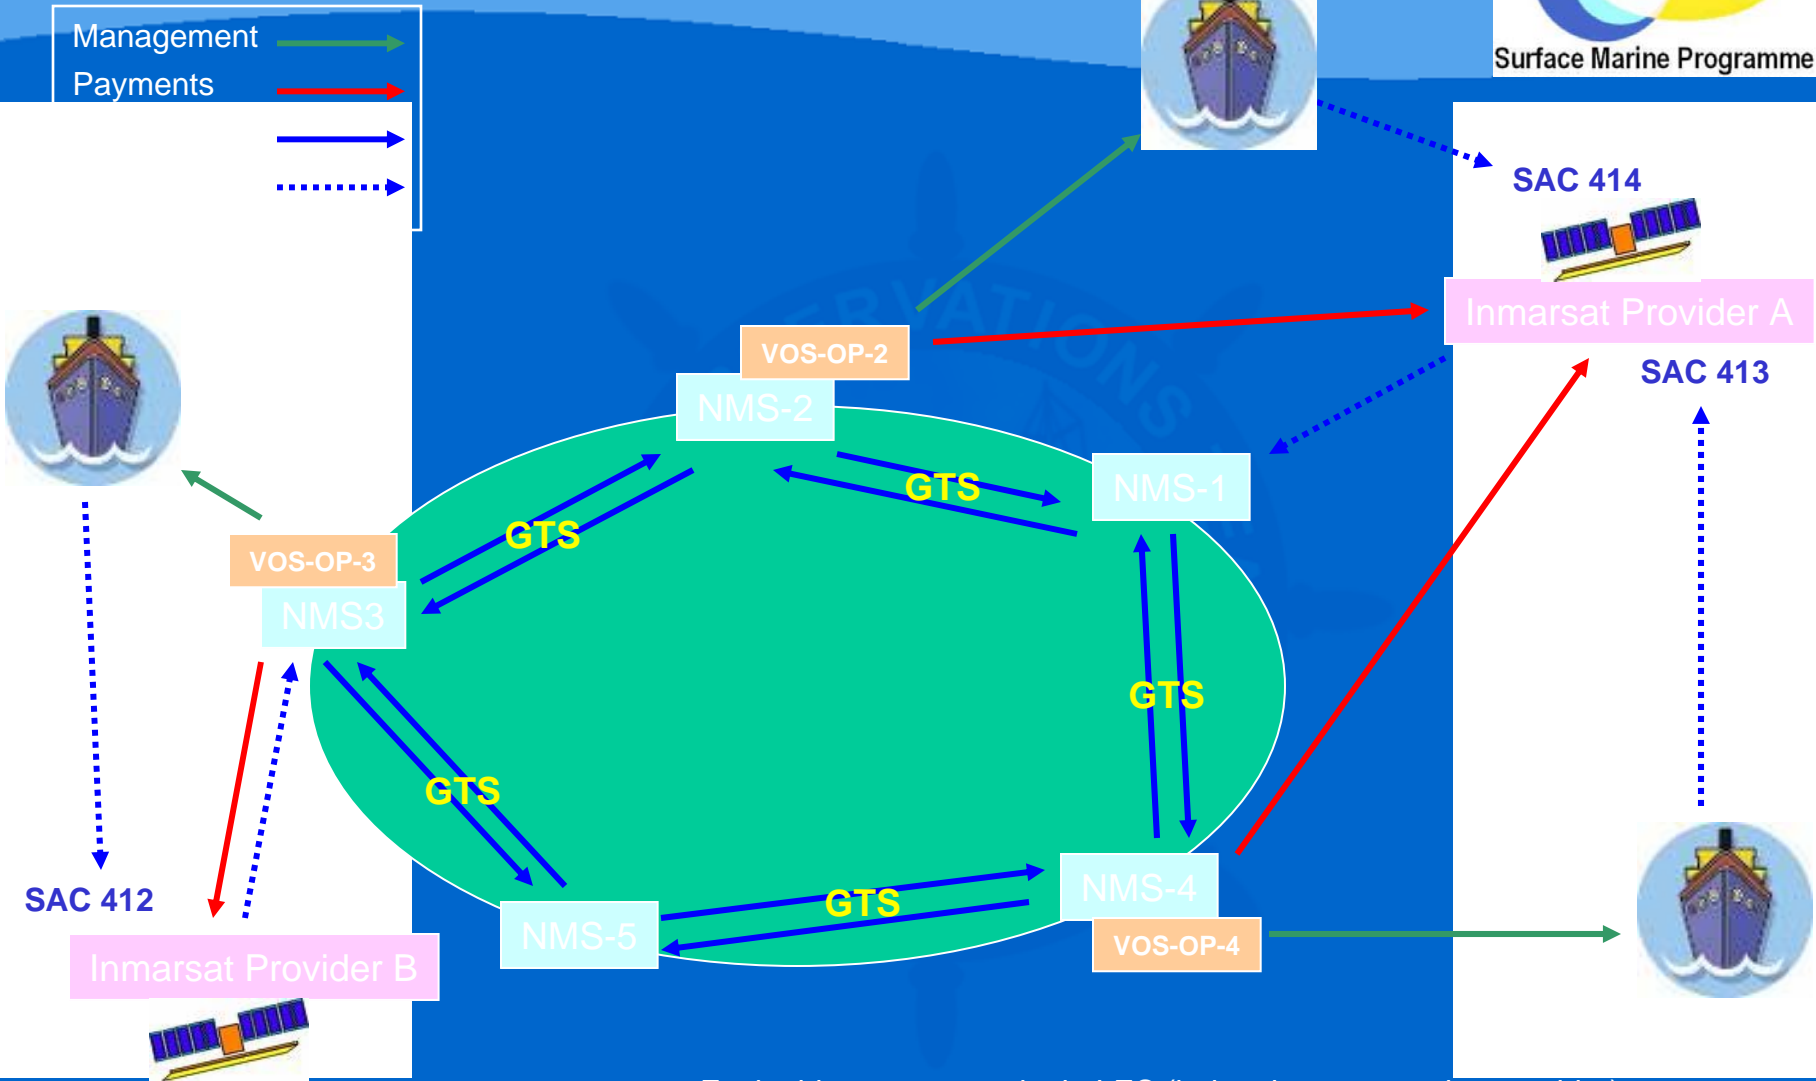 Management
Payments
Surface Marine Programme
SAC 414
Inmarsat Provider A
SAC 413
VOS-OP-2
NMS-2
GTS
NMS-1
GTS
VOS-OP-3
NMS3
GTS
GTS
SAC 412
Inmarsat Provider B
NMS-5
GTS
NMS-4
VOS-OP-4